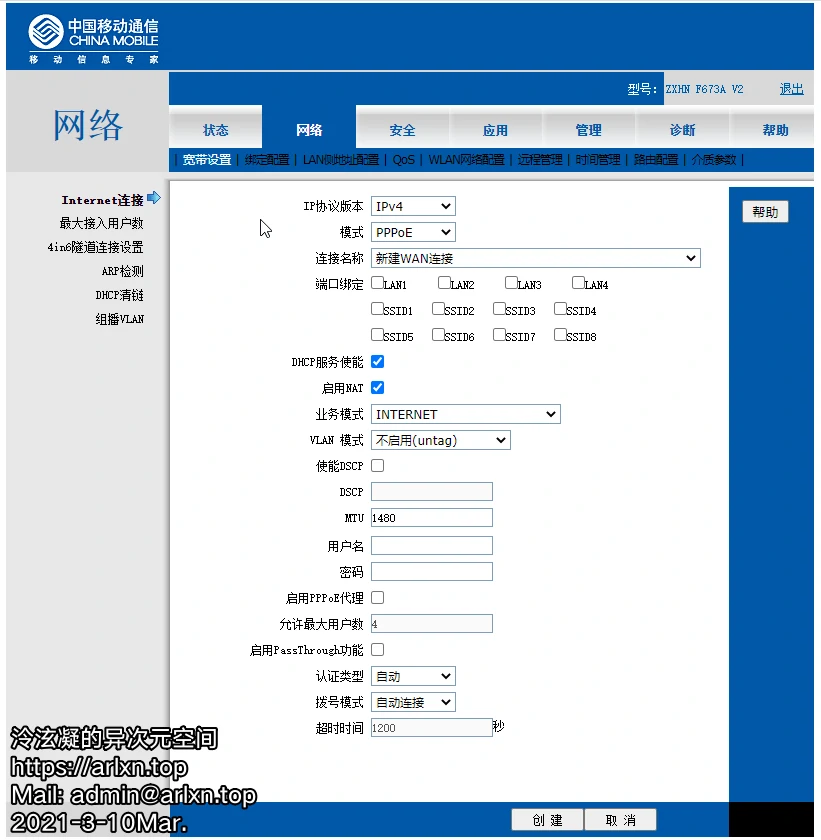 中国移动通信
CHINA MOBILE
移 动 信 息 专 家
型号: ZXHN F673A V2 退出
网络
状态 网络 安全 应用 管理 诊断 帮助
| 宽带设置 | 绑定配置 | LAN侧地址配置 | QoS | WLAN网络配置 | 远程管理 | 时间管理 | 路由配置 | 介质参数 |
Internet连接
最大接入用户数
4in6隧道连接设置
ARP检测
DHCP清链
组播VLAN
帮助
IP协议版本 IPv4
模式 PPPoE
连接名称 新建WAN连接
端口绑定 LAN1 LAN2 LAN3 LAN4
SSID1 SSID2 SSID3 SSID4
SSID5 SSID6 SSID7 SSID8
DHCP服务使能
启用NAT
业务模式 INTERNET
VLAN 模式 不启用(untag)
使能DSCP
DSCP
MTU 1480
用户名
密码
启用PPPoE代理
允许最大用户数 4
启用PassThrough功能
认证类型 自动
拨号模式 自动连接
超时时间 1200 秒
创 建 取 消
泠泫凝的异次元空间
https://arlxn.top
Mail: admin@arlxn.top
2021-3-10Mar.